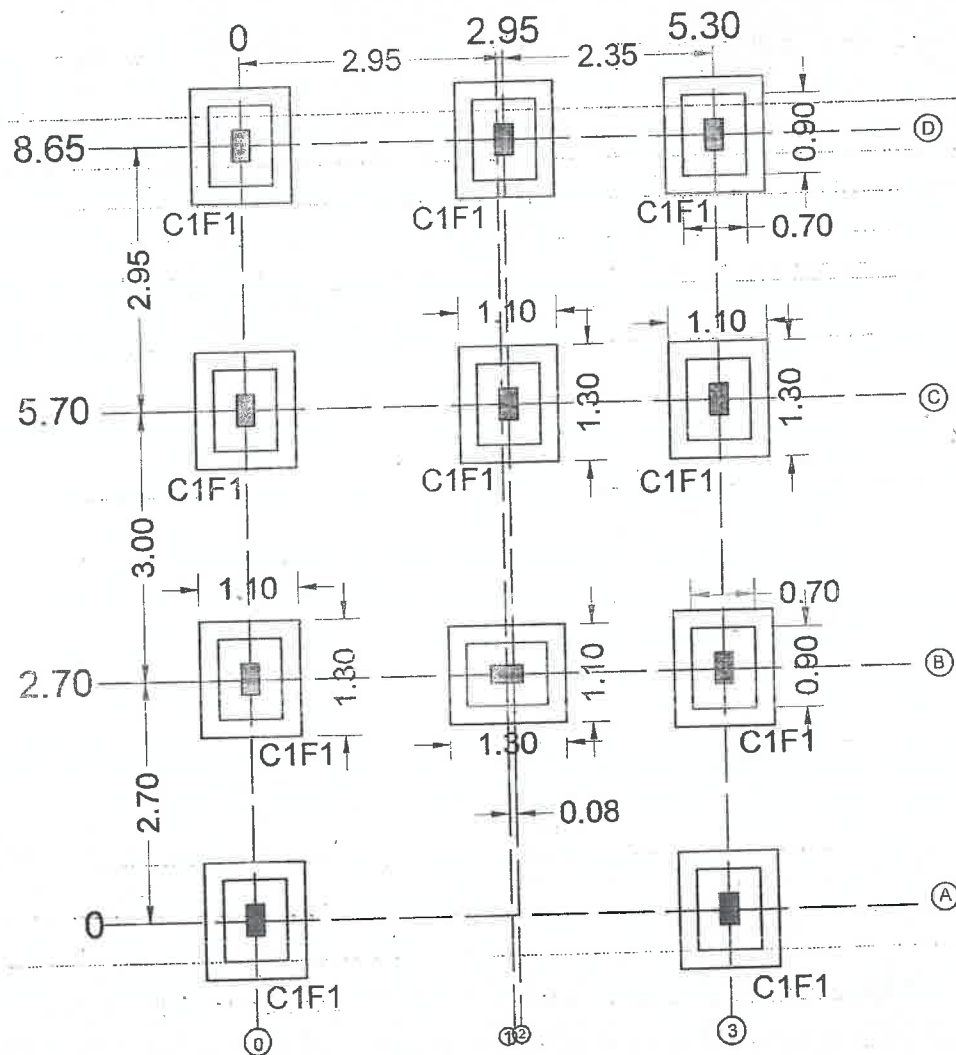 0 2.95 5.30
2.95 2.35
8.65 0.90 D
C1F1 C1F1 C1F1 0.70
2.95
1.10 1.10
5.70 1.30 1.30 C
C1F1 C1F1 C1F1
3.00
1.10 0.70
2.70 1.30 1.10 0.90 B
C1F1 1.30 C1F1
2.70
0.08
0 A
C1F1 C1F1
0 1 2 3